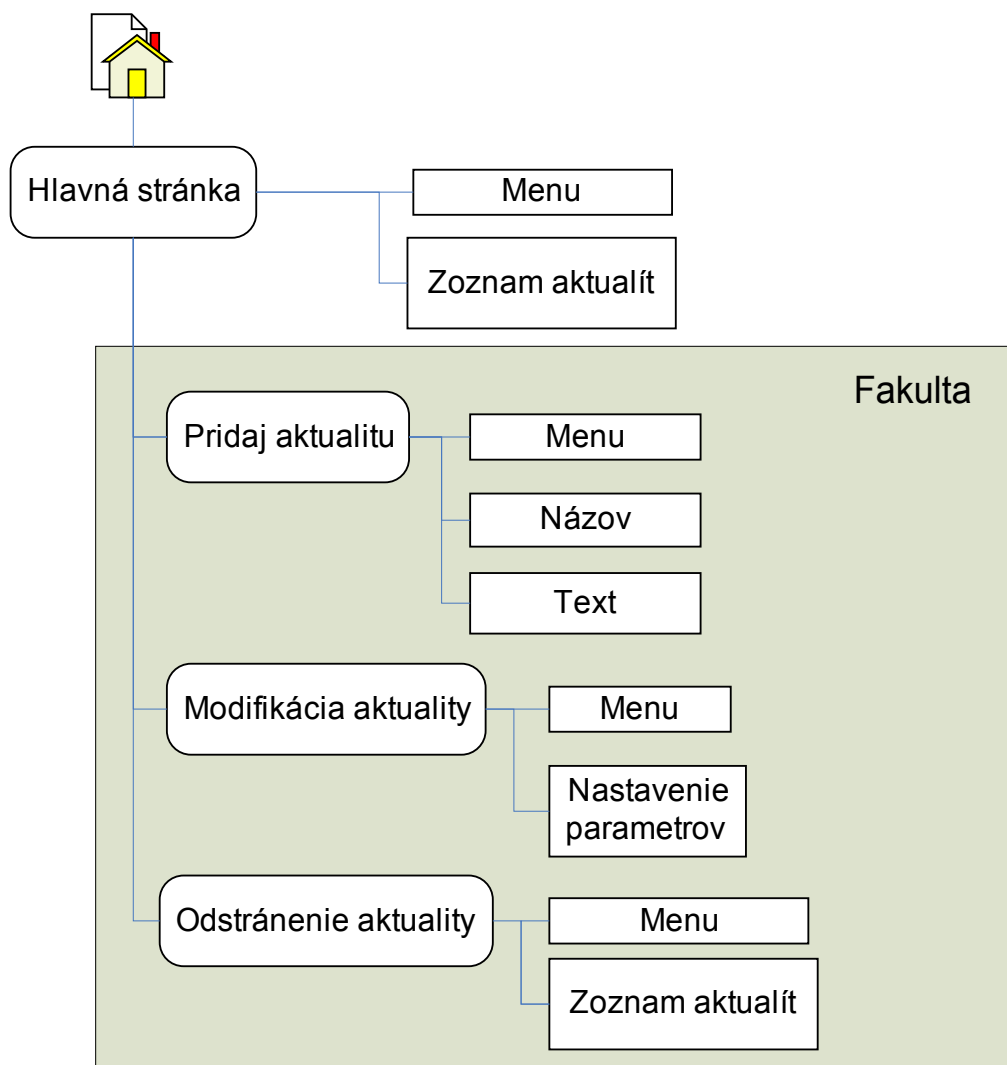 Hlavná stránka
Menu
Zoznam aktualít
Fakulta
Pridaj aktualitu
Menu
Názov
Text
Modifikácia aktuality
Menu
Nastavenie
parametrov
Odstránenie aktuality
Menu
Zoznam aktualít